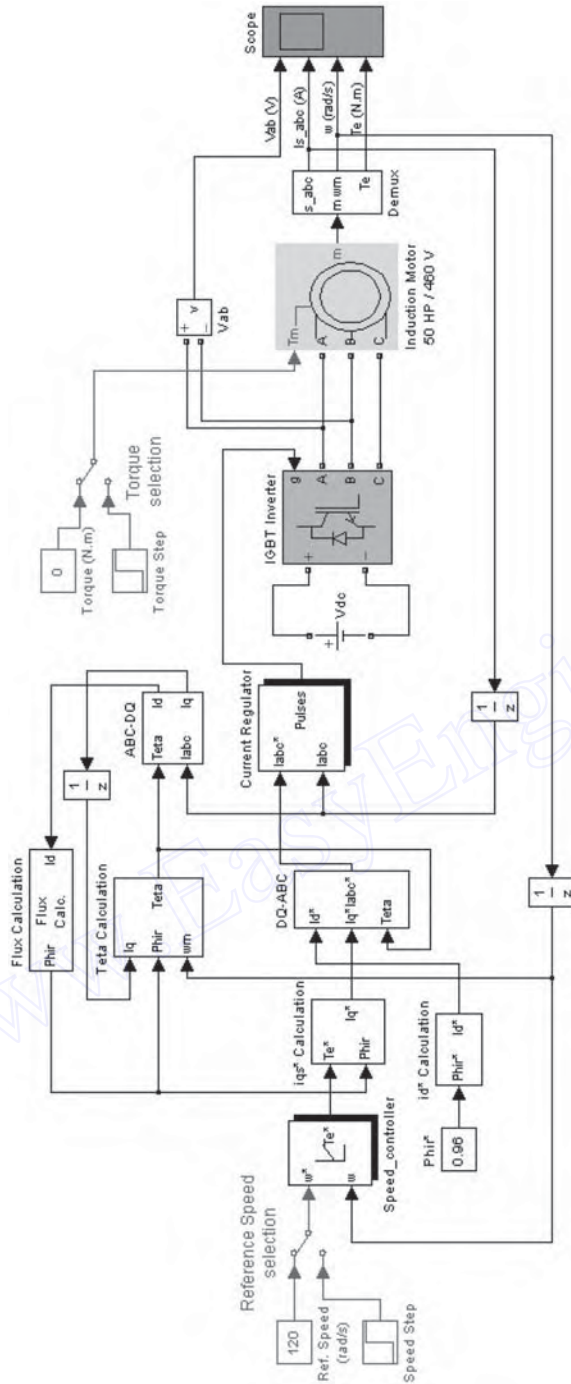 Reference Speed
selection
120
Ref. Speed
(rad/s)
Speed Step
w*
w
Te*
Speed_controller
Phir*
0.96
id* Calculation
Phir*
Id*
iqs* Calculation
Te*
Phir
Iq*
Flux Calculation
Phir
Flux
Calc.
Id
Teta Calculation
Iq
Phir
wm
Teta
1
z
ABC-DQ
Teta
Iabc
Id
Iq
DQ-ABC
Id*
Iq*
Iabc*
Teta
Current Regulator
Iabc*
Iabc
Pulses
0
Torque (N.m)
Torque Step
Torque
selection
Vdc
+
IGBT Inverter
+
−
g
A
B
C
+
−
v
Vab
Tm
A
B
C
m
Induction Motor
50 HP / 460 V
m
s_abc
wm
Te
Demux
Vab (V)
Is_abc (A)
w (rad/s)
Te (N.m)
Scope
1
z
1
z
www.EasyEngi